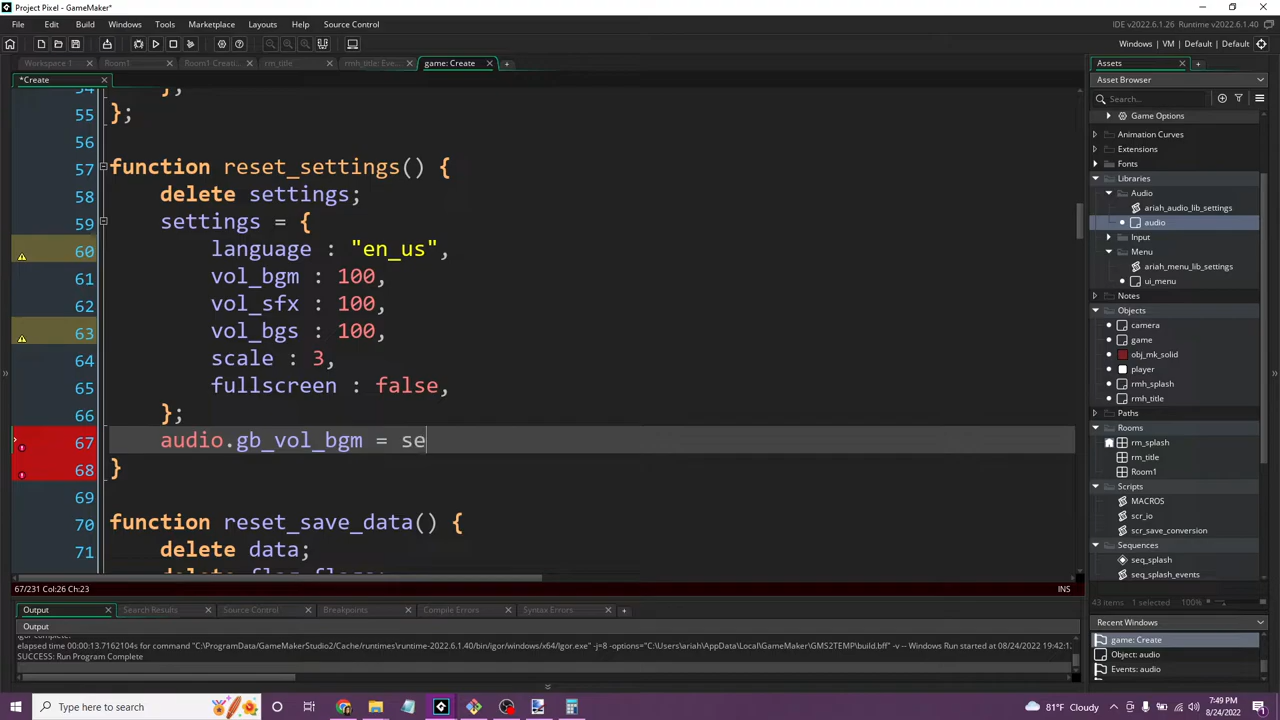 Project Pixel - GameMaker*
File Edit Build Windows Tools Marketplace Layouts Help Source Control
IDE v2022.6.1.26 Runtime v2022.6.1.40
Windows | VM | Default | Default
Workspace 1 Room1 Room1 Creati... rm_title rmh_title: Eve... game: Create
*Create
54 };
55 };
56
57 function reset_settings() {
58 delete settings;
59 settings = {
60 language : "en_us",
61 vol_bgm : 100,
62 vol_sfx : 100,
63 vol_bgs : 100,
64 scale : 3,
65 fullscreen : false,
66 };
67 audio.gb_vol_bgm = se
68 }
69
70 function reset_save_data() {
71 delete data;
67/231 Col:26 Ch:23
INS
Assets
Asset Browser
Search...
Game Options
Animation Curves
Extensions
Fonts
Libraries
Audio
ariah_audio_lib_settings
audio
Input
Menu
ariah_menu_lib_settings
ui_menu
Notes
Objects
camera
game
obj_mk_solid
player
rmh_splash
rmh_title
Paths
Rooms
rm_splash
rm_title
Room1
Scripts
MACROS
scr_io
scr_save_conversion
Sequences
seq_splash
seq_splash_events
43 items 1 selected 100%
Recent Windows
game: Create
Object: audio
Events: audio
Output Search Results Source Control Breakpoints Compile Errors Syntax Errors
Output
Igor complete.
elapsed time 00:00:13.7162104s for command "C:\ProgramData/GameMakerStudio2/Cache/runtimes\runtime-2022.6.1.40/bin/igor/windows/x64/Igor.exe" -j=8 -options="C:\Users\ariah\AppData\Local\GameMaker\GMS2TEMP\build.bff" -v -- Windows Run started at 08/24/2022 19:42:1
SUCCESS: Run Program Complete
Type here to search
81°F Cloudy
7:49 PM
8/24/2022